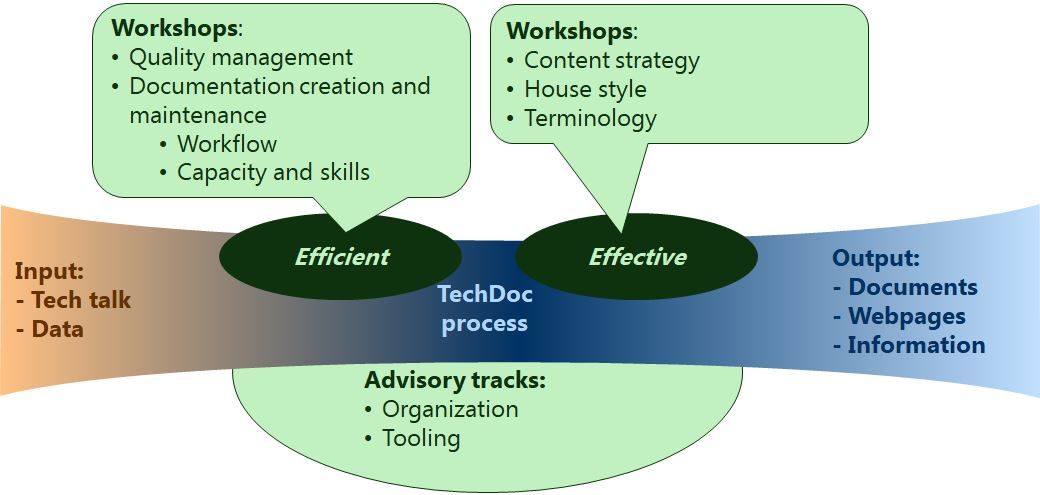 Workshops:
• Quality management
• Documentation creation and
maintenance
• Workflow
• Capacity and skills
Workshops:
• Content strategy
• House style
• Terminology
Efficient
Effective
Input:
- Tech talk
- Data
TechDoc
process
Output:
- Documents
- Webpages
- Information
Advisory tracks:
• Organization
• Tooling